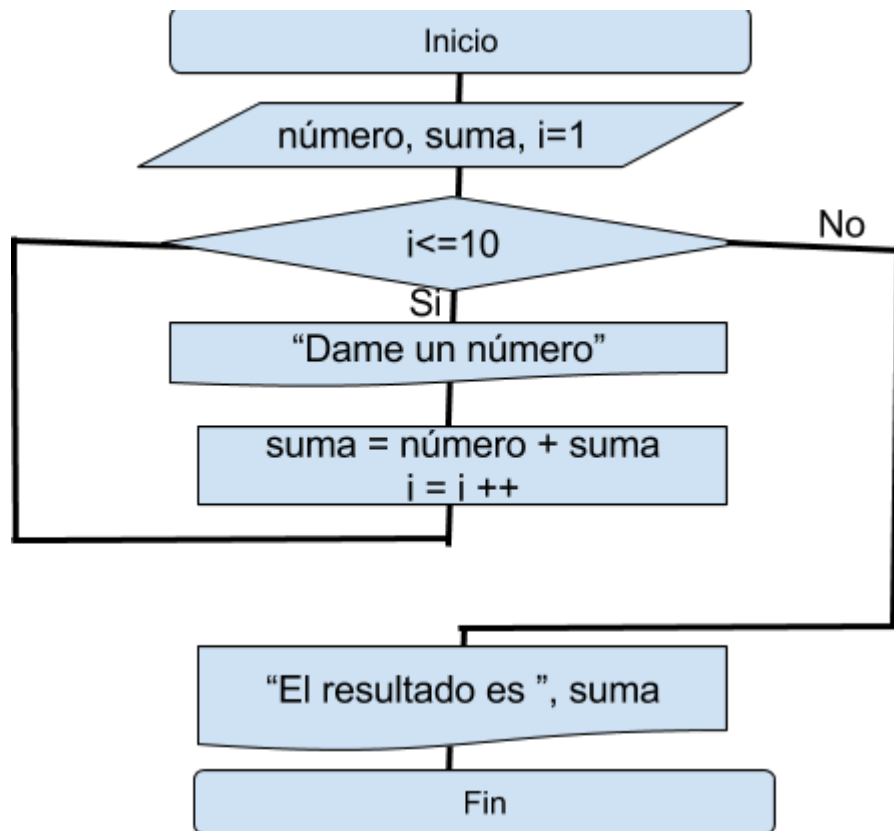 Inicio
número, suma, i=1
i<=10
No
Si
“Dame un número”
suma = número + suma
i = i ++
“El resultado es ”, suma
Fin